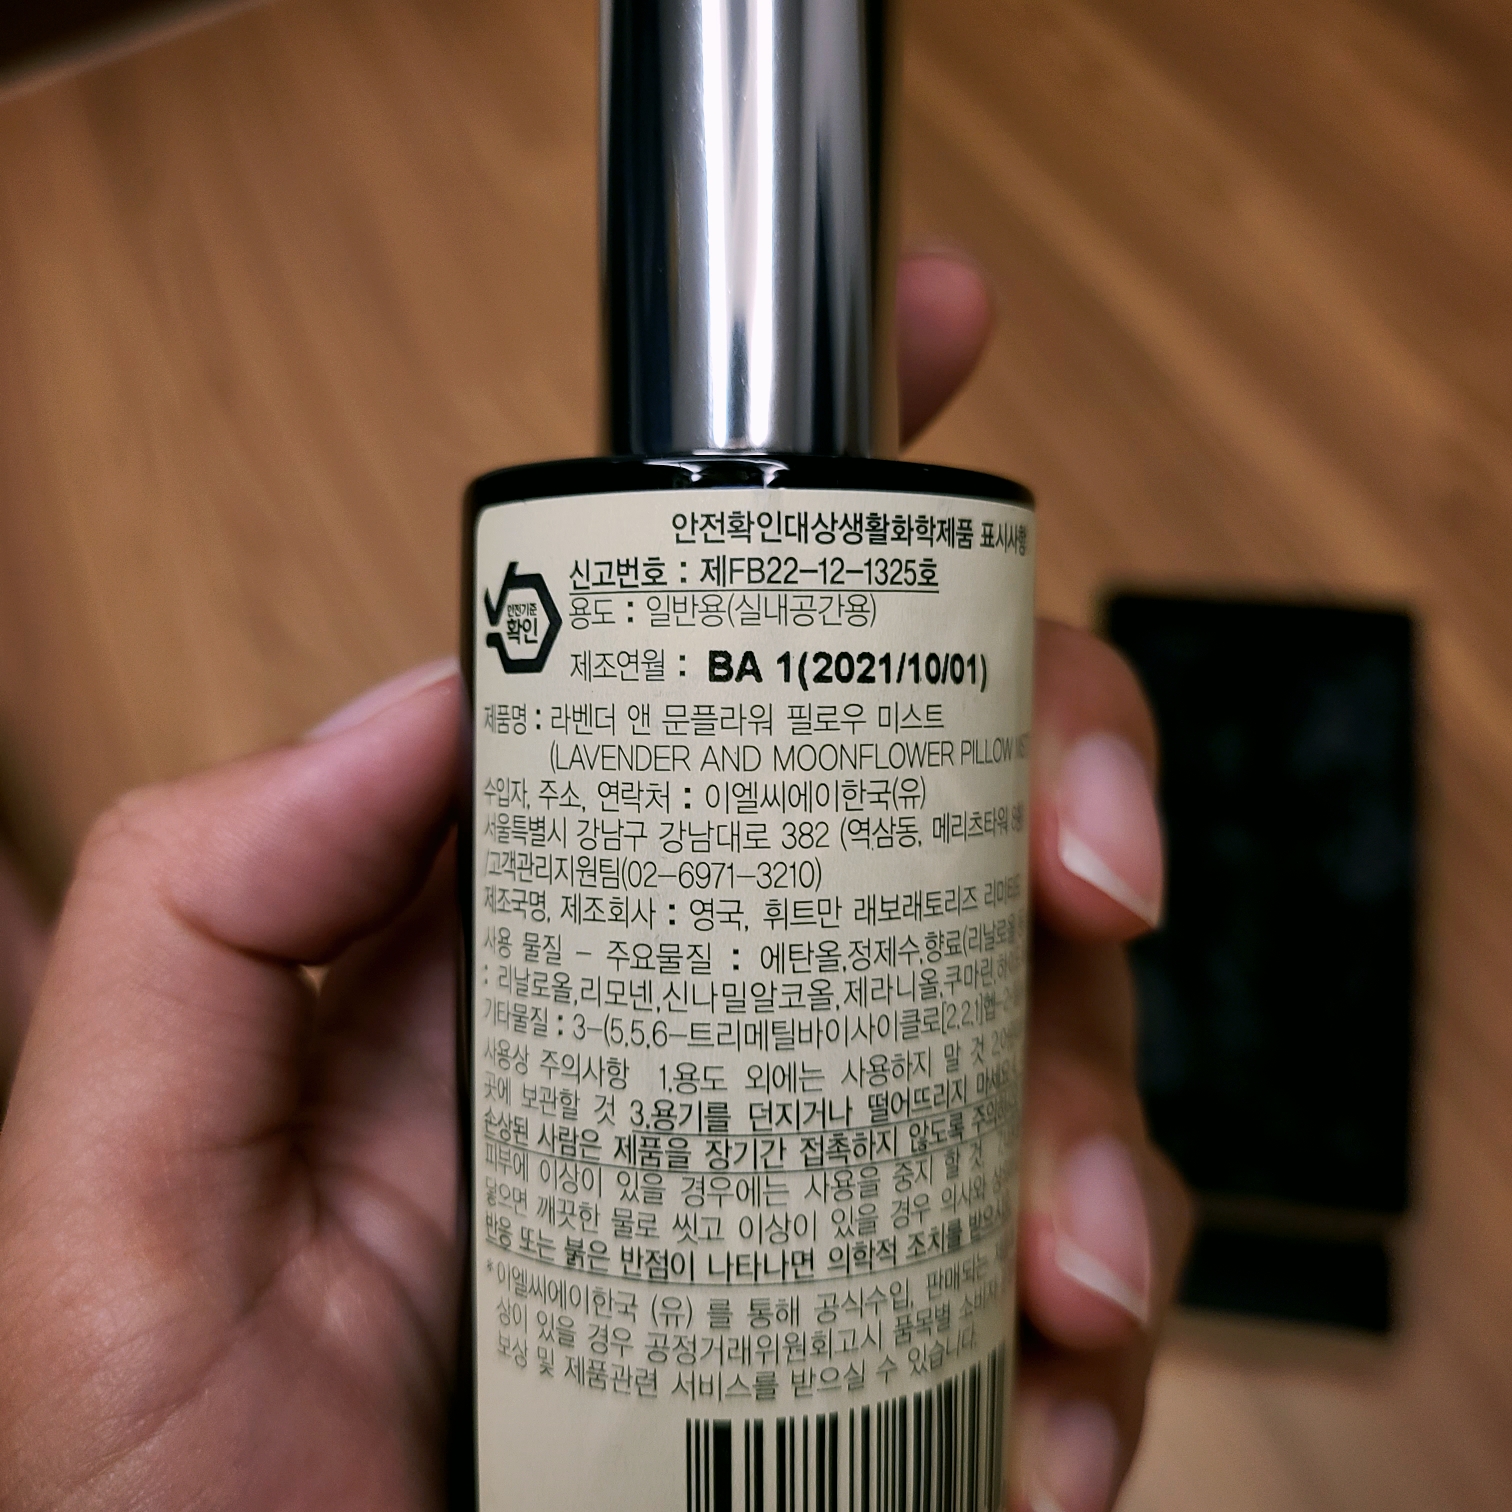 안전확인대상생활화학제품 표시사항
안전기준
확인
신고번호 : 제FB22-12-1325호
용도 : 일반용(실내공간용)
제조연월 : BA 1(2021/10/01)
제품명 : 라벤더 앤 문플라워 필로우 미스트
(LAVENDER AND MOONFLOWER PILLOW
수입자, 주소, 연락처 : 이엘씨에이한국(유)
서울특별시 강남구 강남대로 382 (역삼동, 메리츠타워
/고객관리지원팀(02-6971-3210)
제조국명, 제조회사 : 영국, 휘트만 래보래토리즈
사용 물질 - 주요물질 : 에탄올,정제수,향료(리날로올
: 리날로올,리모넨,신나밀알코올,제라니올,쿠마린,
기타물질 : 3-(5,5,6-트리메틸바이사이클로[2.2.1]헵-2-
사용상 주의사항 1.용도 외에는 사용하지 말 것
곳에 보관할 것 3.용기를 던지거나 떨어뜨리지 마세요
손상된 사람은 제품을 장기간 접촉하지 않도록
피부에 이상이 있을 경우에는 사용을 중지 할 것
닿으면 깨끗한 물로 씻고 이상이 있을 경우 의사와
반응 또는 붉은 반점이 나타나면 의학적 조치를
*이엘씨에이한국 (유) 를 통해 공식수입, 판매되는
상이 있을 경우 공정거래위원회고시 품목별 소비자
보상 및 제품관련 서비스를 받으실 수 있습니다.